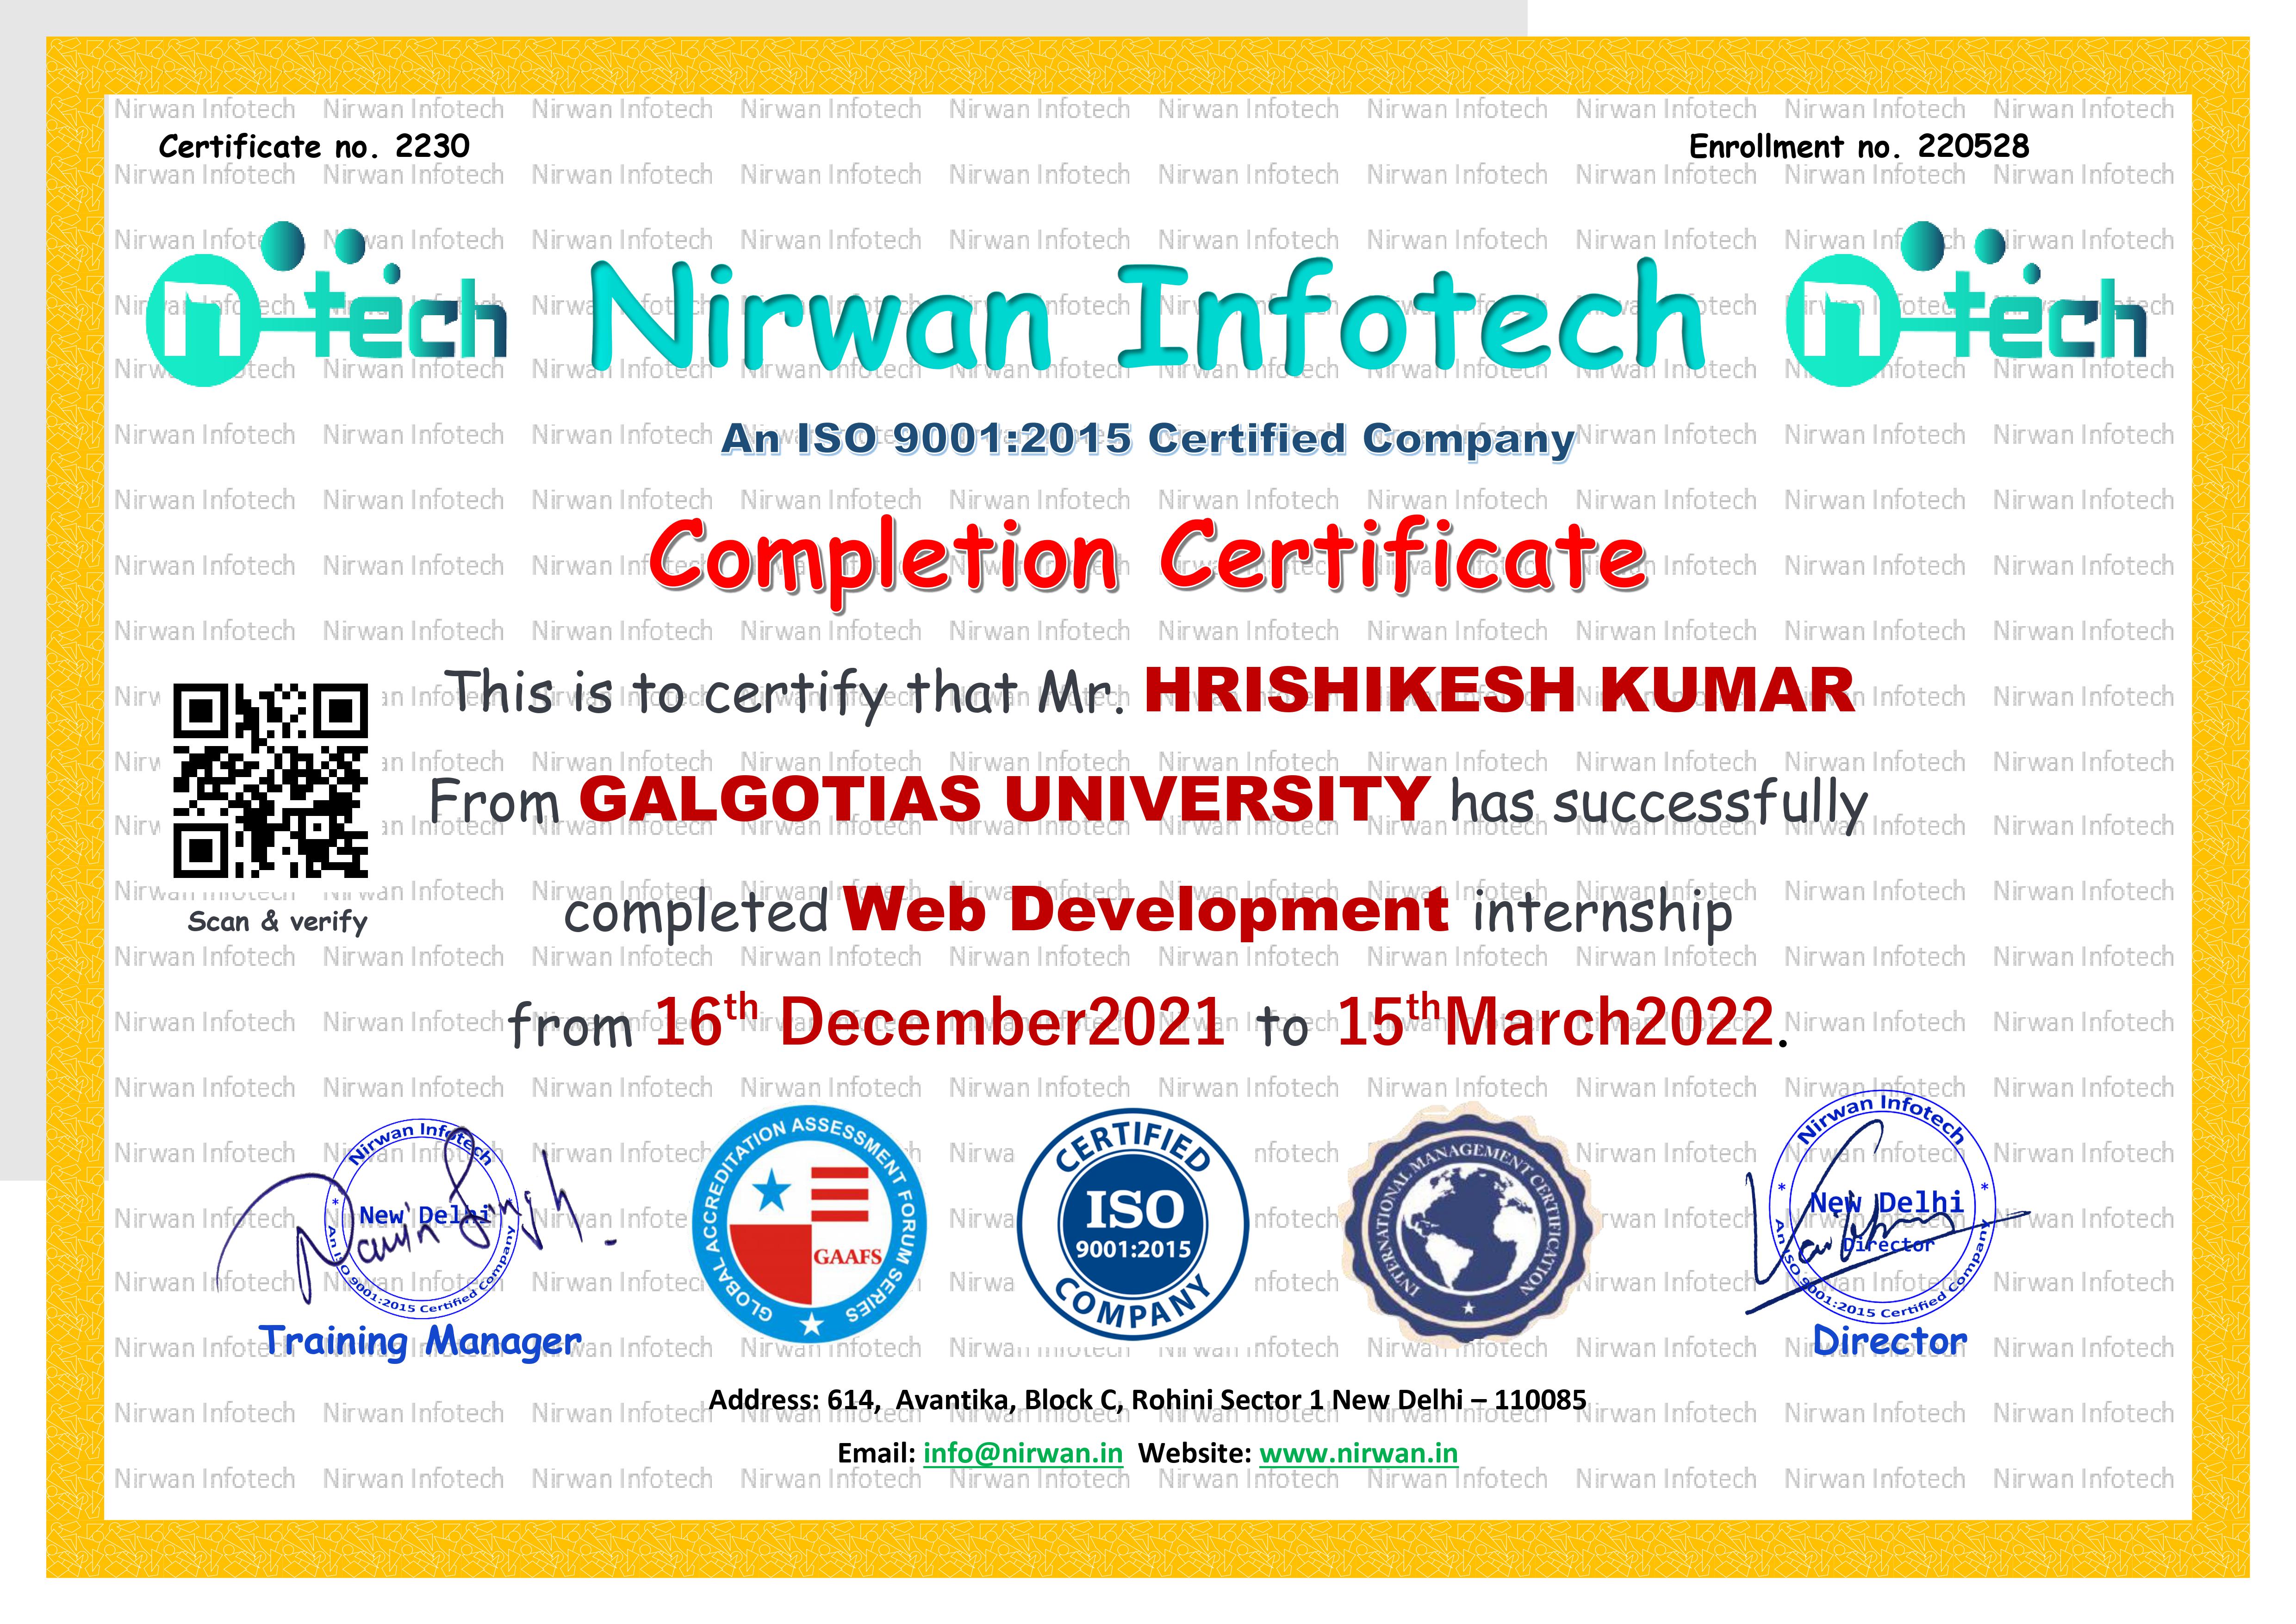 Certificate no. 2230
Enrollment no. 220528
n-tech
Nirwan Infotech
n-tech
An ISO 9001:2015 Certified Company
Completion Certificate
This is to certify that Mr. HRISHIKESH KUMAR
From GALGOTIAS UNIVERSITY has successfully
completed Web Development internship
from 16th December2021 to 15thMarch2022.
Scan & verify
Nirwan Infotech
New Delhi
An ISO 9001:2015 Certified Company
Navin Singh
Training Manager
GLOBAL ACCREDITATION ASSESSMENT FORUM SERIES
GAAFS
CERTIFIED
ISO
9001:2015
COMPANY
INTERNATIONAL MANAGEMENT CERTIFICATION
Nirwan Infotech
New Delhi
Director
An ISO 9001:2015 Certified Company
Director
Address: 614, Avantika, Block C, Rohini Sector 1 New Delhi – 110085
Email: info@nirwan.in Website: www.nirwan.in